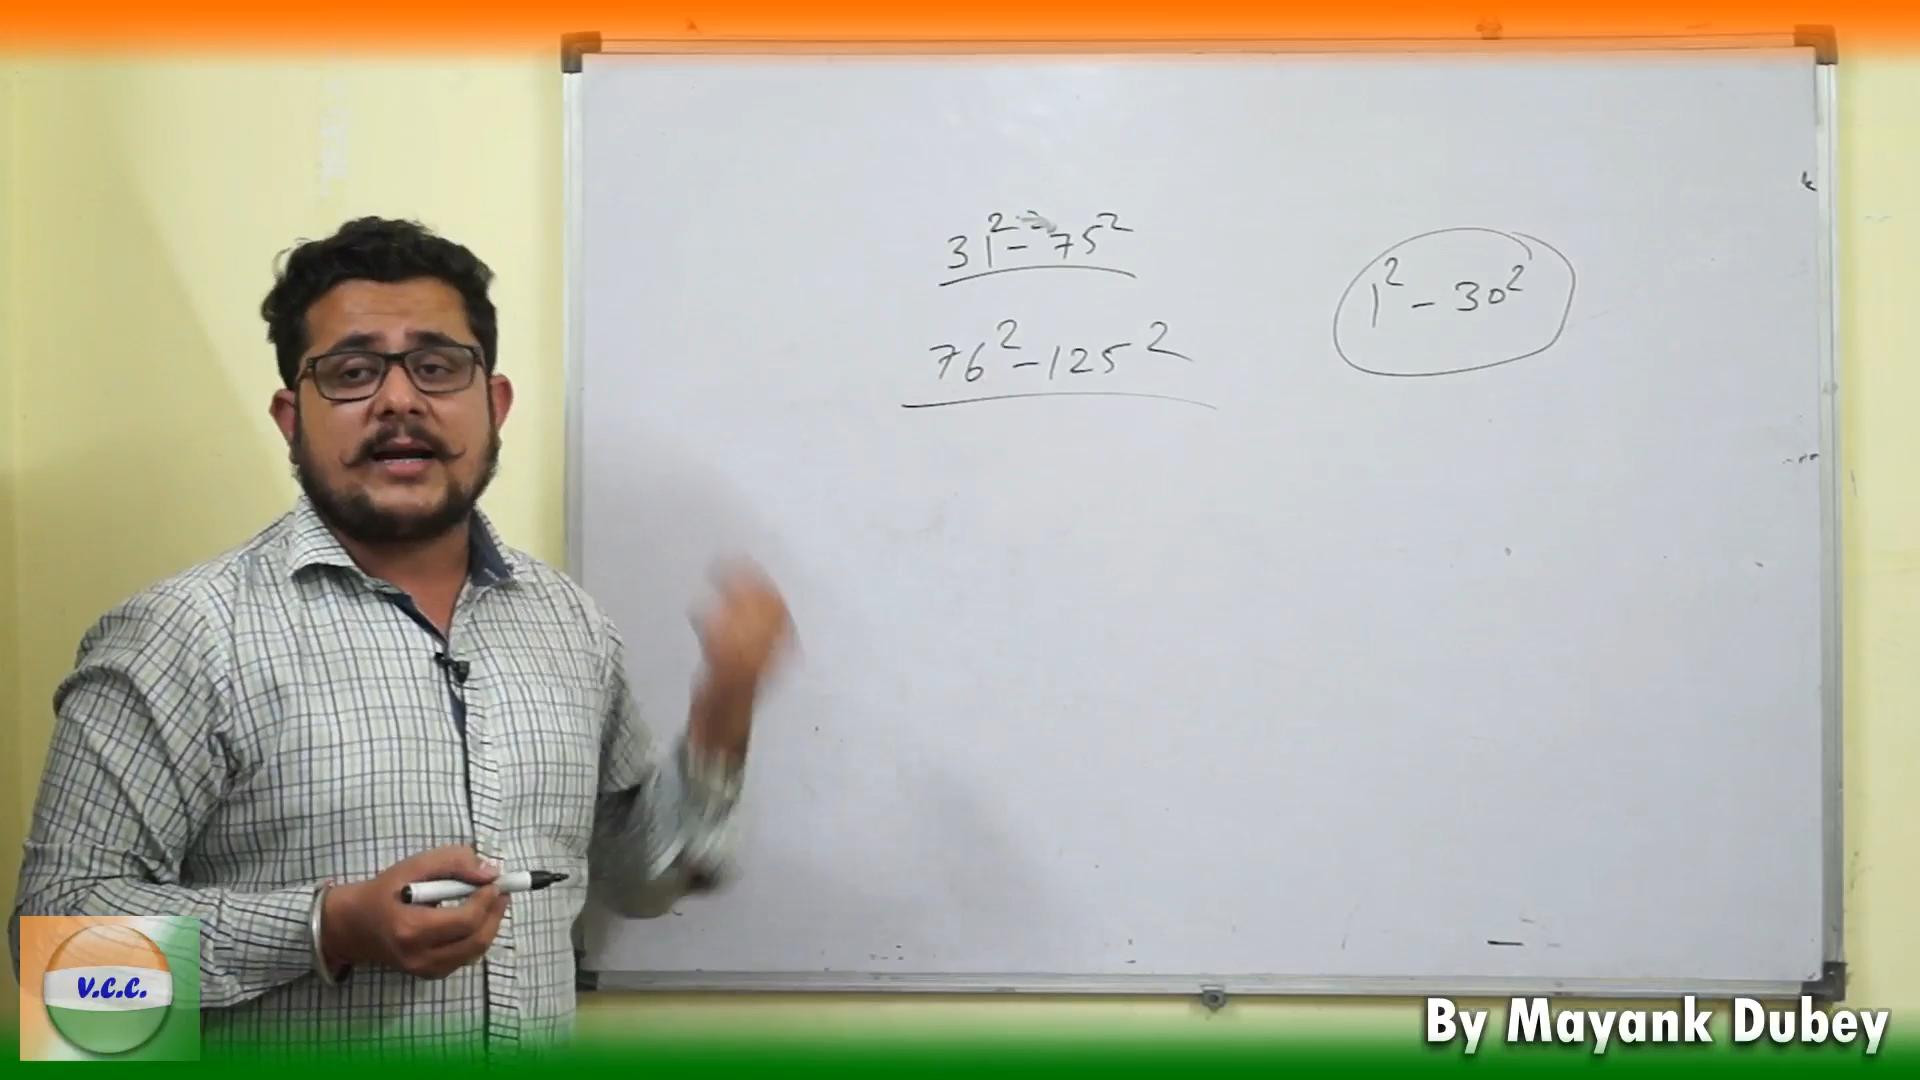 31² - 75²
76² - 125²
1² - 30²
V.C.C.
By Mayank Dubey